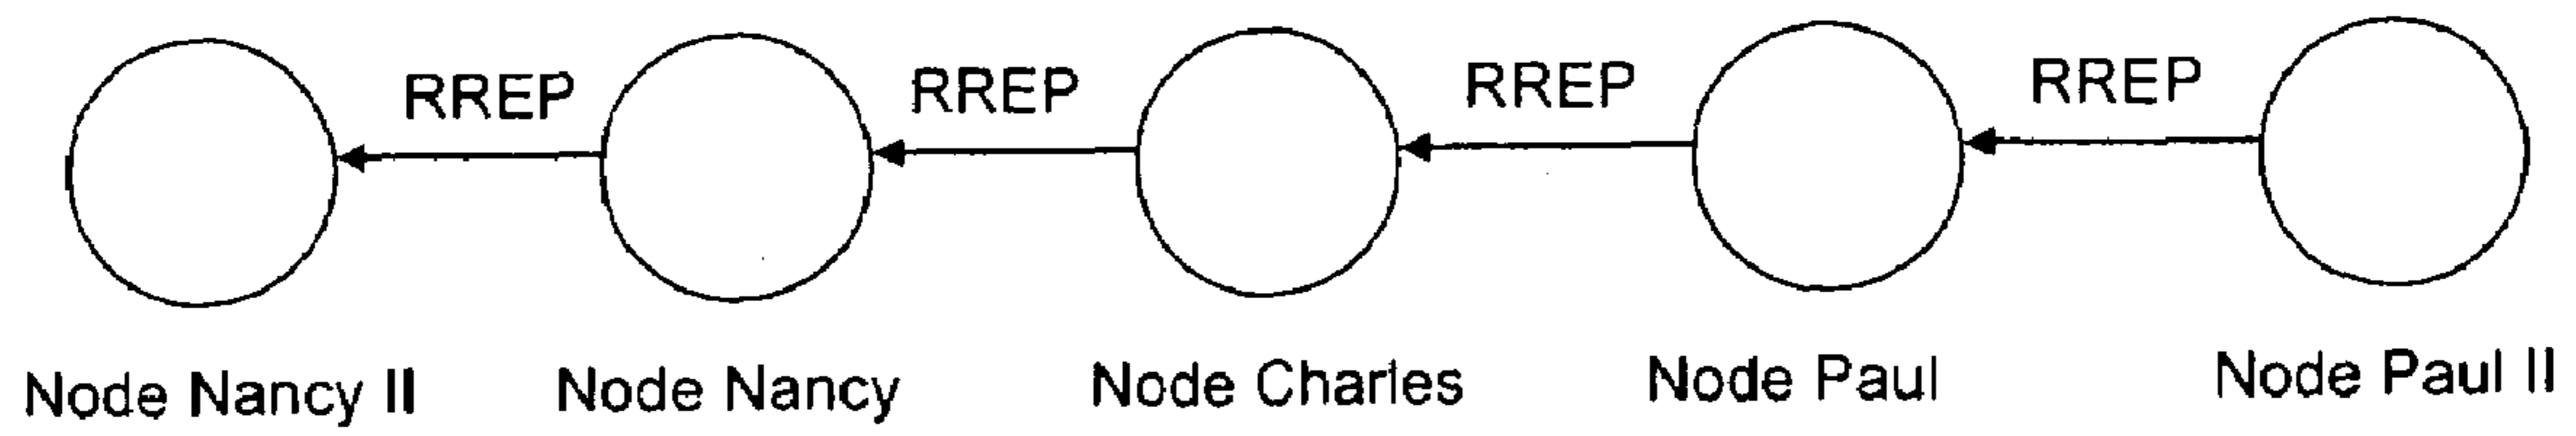 RREP RREP RREP RREP
Node Nancy II Node Nancy Node Charles Node Paul Node Paul II